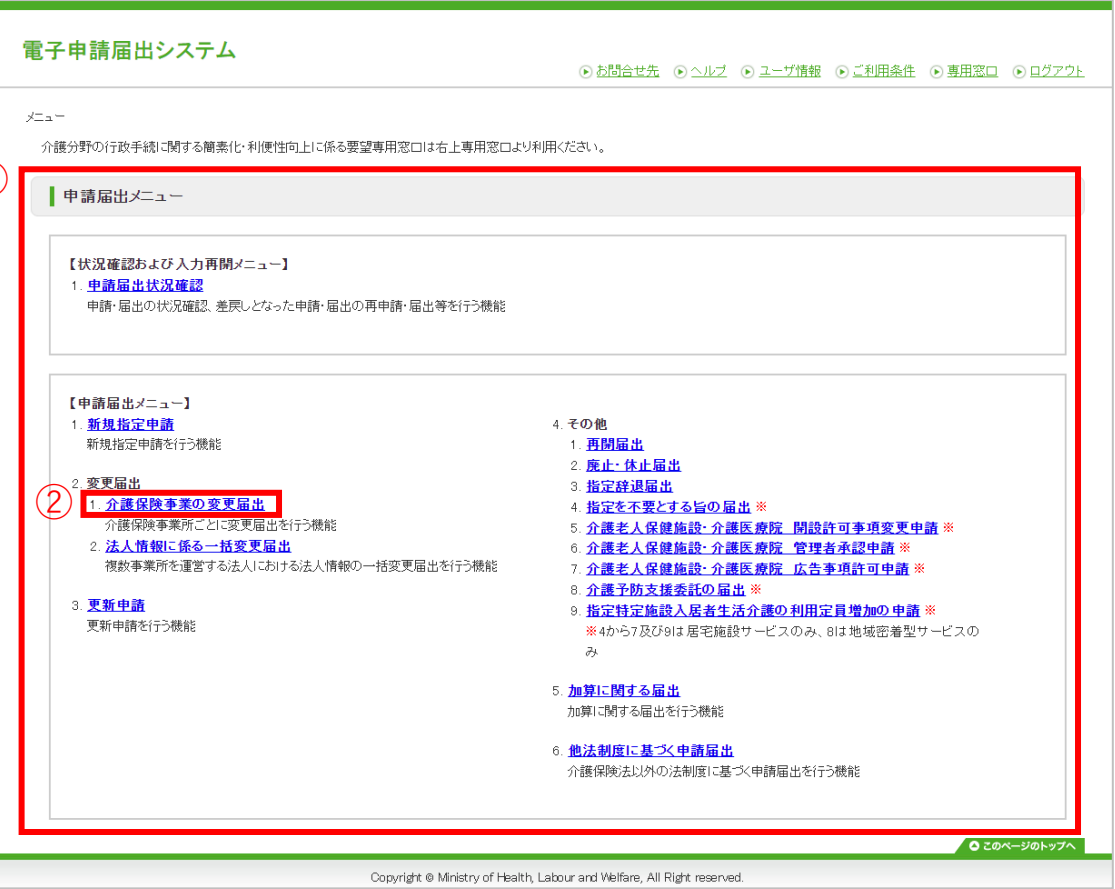 電子申請届出システム
お問合せ先 ヘルプ ユーザ情報 ご利用条件 専用窓口 ログアウト
メニュー
介護分野の行政手続に関する簡素化・利便性向上に係る要望専用窓口は右上専用窓口より利用ください。
申請届出メニュー
【状況確認および入力再開メニュー】
1. 申請届出状況確認
申請・届出の状況確認、差戻しとなった申請・届出の再申請・届出等を行う機能
【申請届出メニュー】
1. 新規指定申請
新規指定申請を行う機能
2. 変更届出
② 1. 介護保険事業の変更届出
介護保険事業所ごとに変更届出を行う機能
2. 法人情報に係る一括変更届出
複数事業所を運営する法人における法人情報の一括変更届出を行う機能
3. 更新申請
更新申請を行う機能
4. その他
1. 再開届出
2. 廃止・休止届出
3. 指定辞退届出
4. 指定を不要とする旨の届出 ※
5. 介護老人保健施設・介護医療院 開設許可事項変更申請 ※
6. 介護老人保健施設・介護医療院 管理者承認申請 ※
7. 介護老人保健施設・介護医療院 広告事項許可申請 ※
8. 介護予防支援委託の届出 ※
9. 指定特定施設入居者生活介護の利用定員増加の申請 ※
※4から7及び9は居宅施設サービスのみ、8は地域密着型サービスの
み
5. 加算に関する届出
加算に関する届出を行う機能
6. 他法制度に基づく申請届出
介護保険法以外の法制度に基づく申請届出を行う機能
このページのトップへ
Copyright © Ministry of Health, Labour and Welfare, All Right reserved.